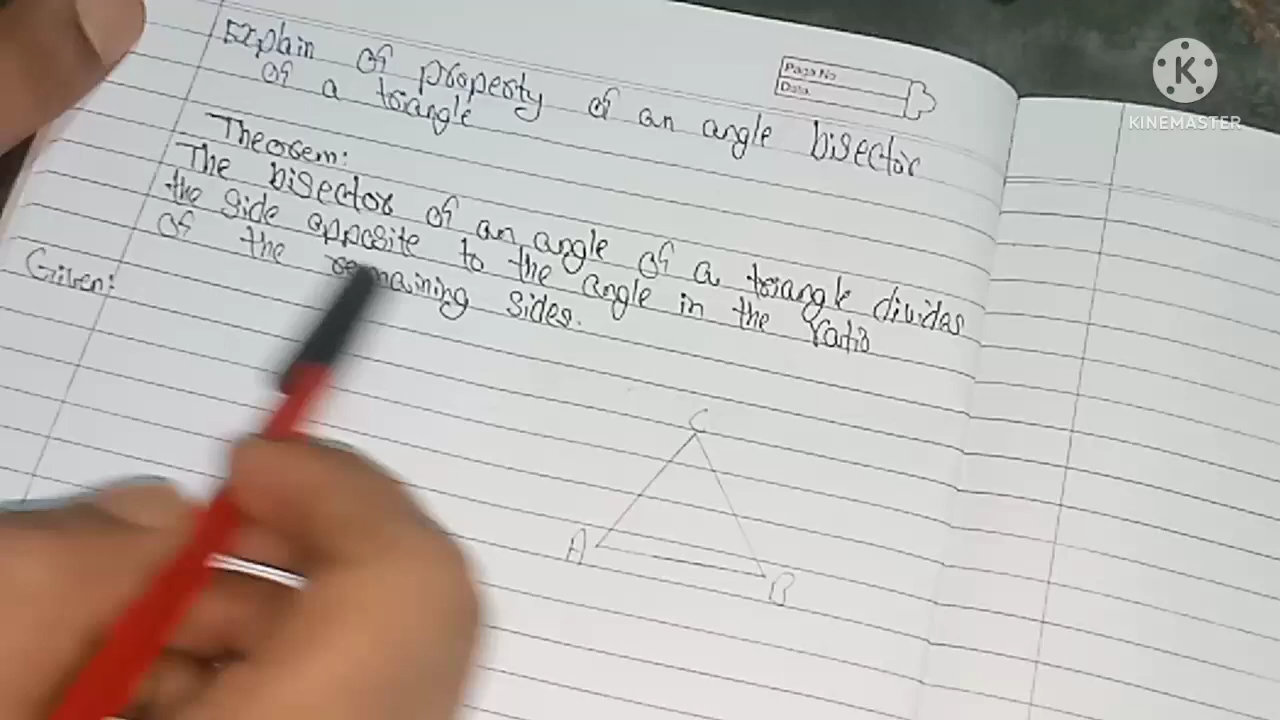 Explain of property of an angle bisector
of a triangle
Page No
Date
Theorem:
The bisector of an angle of a triangle divides
the side opposite to the angle in the ratio
of the remaining sides.
Given:
C
A
B
K
KINEMASTER